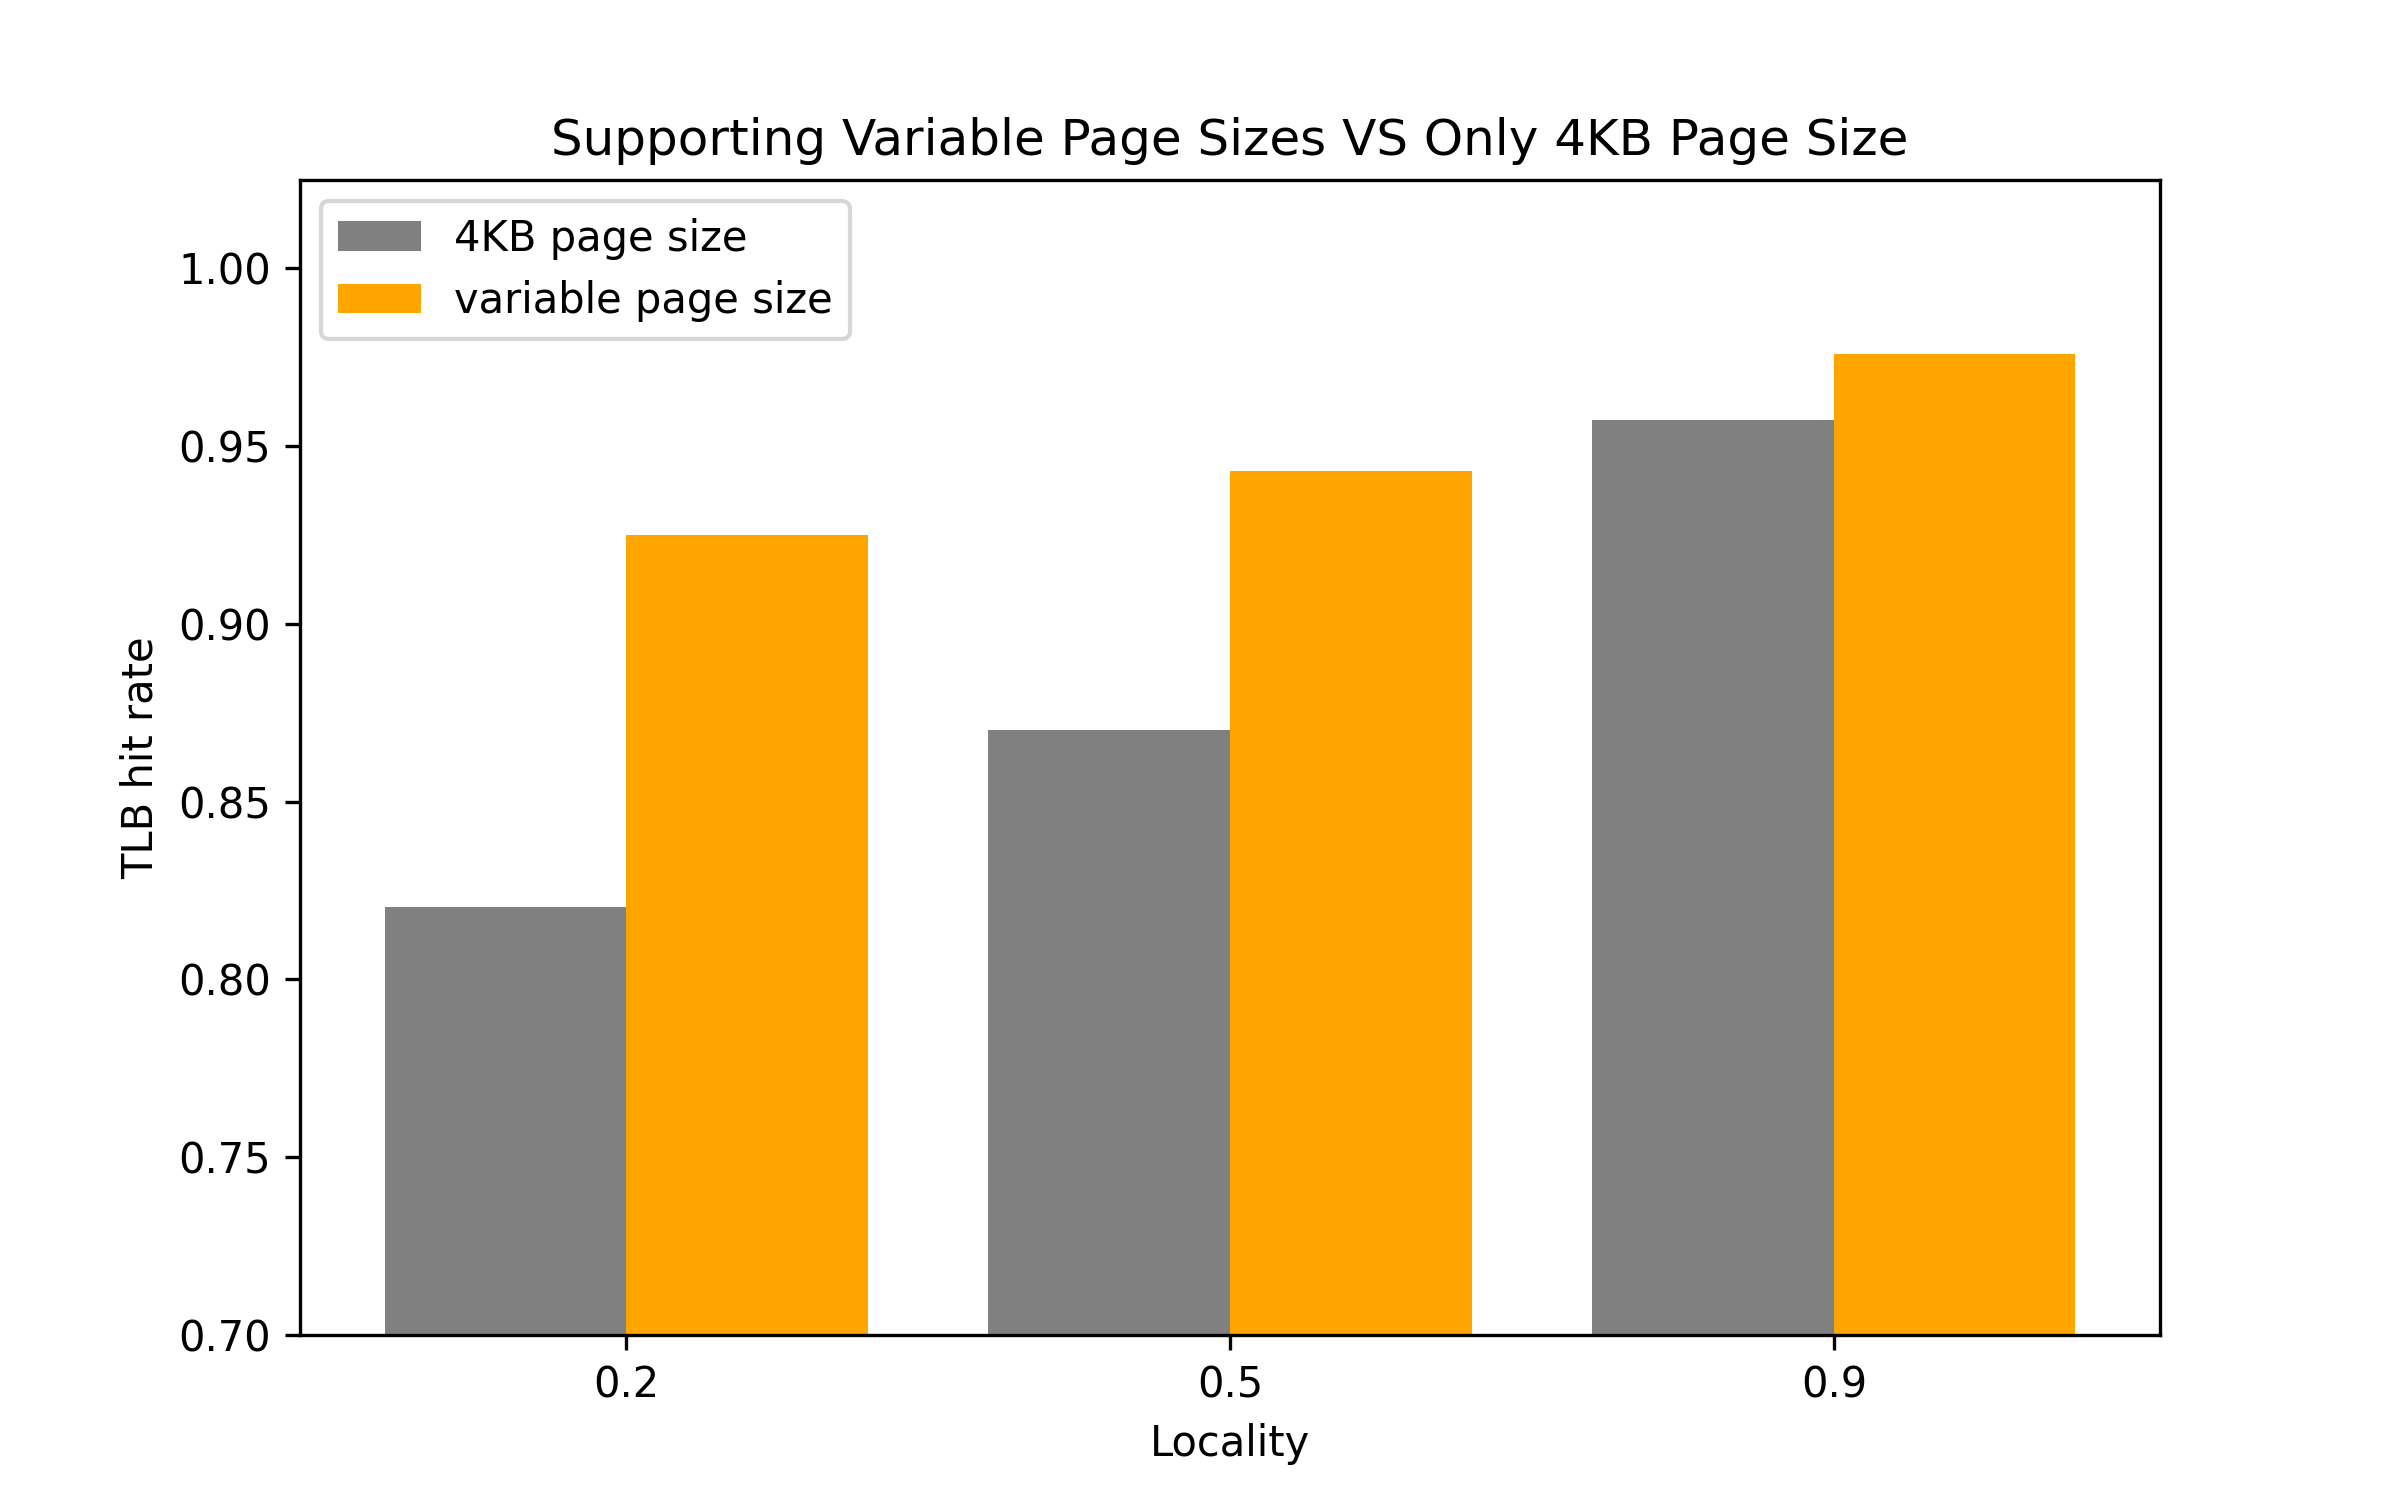 Supporting Variable Page Sizes VS Only 4KB Page Size
4KB page size
variable page size
TLB hit rate
1.00
0.95
0.90
0.85
0.80
0.75
0.70
0.2
0.5
0.9
Locality